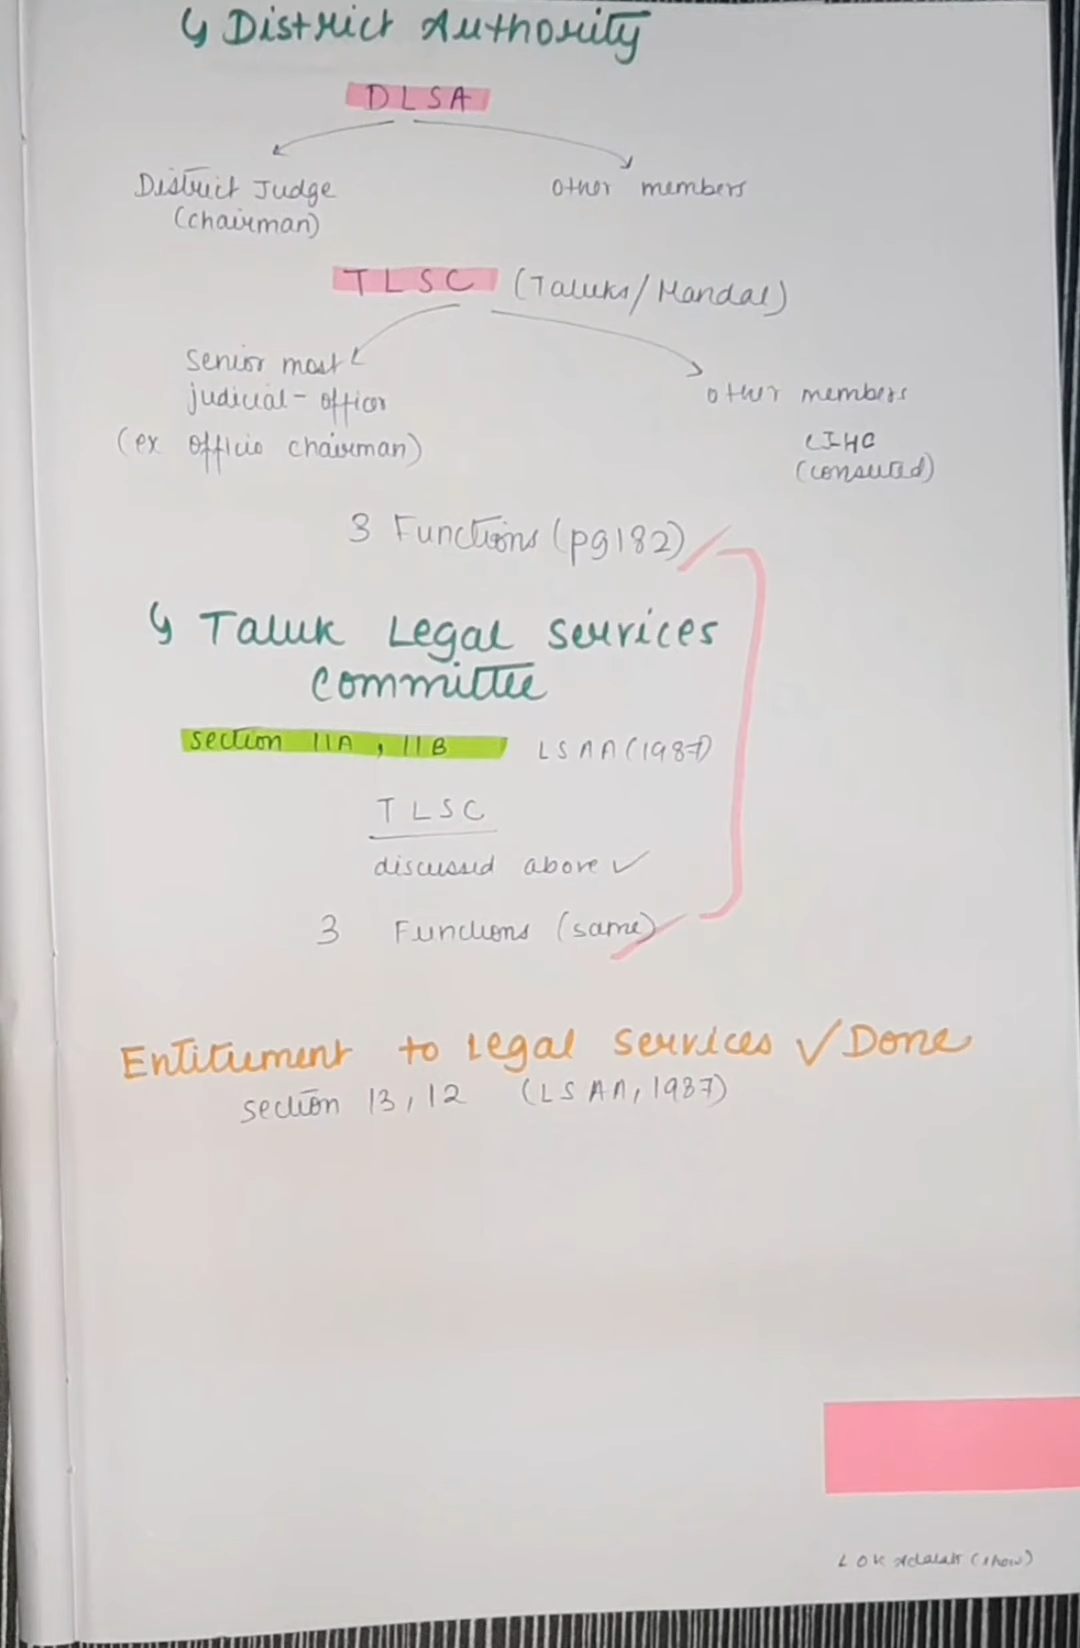 ↳ District Authority
DLSA
District Judge
(chairman)
other members
TLSC (Taluks/Mandal)
senior most
judicial-officer
(ex officio chairman)
other members
CJHC
(consulted)
3 Functions (pg182)
↳ Taluk Legal services
committee
section 11A, 11B LSAA(1987)
TLSC
discussed above ✓
3 Functions (same)
Entitlement to Legal services ✓ Done
section 13, 12 (LSAA, 1987)
LOK Adalat (show)